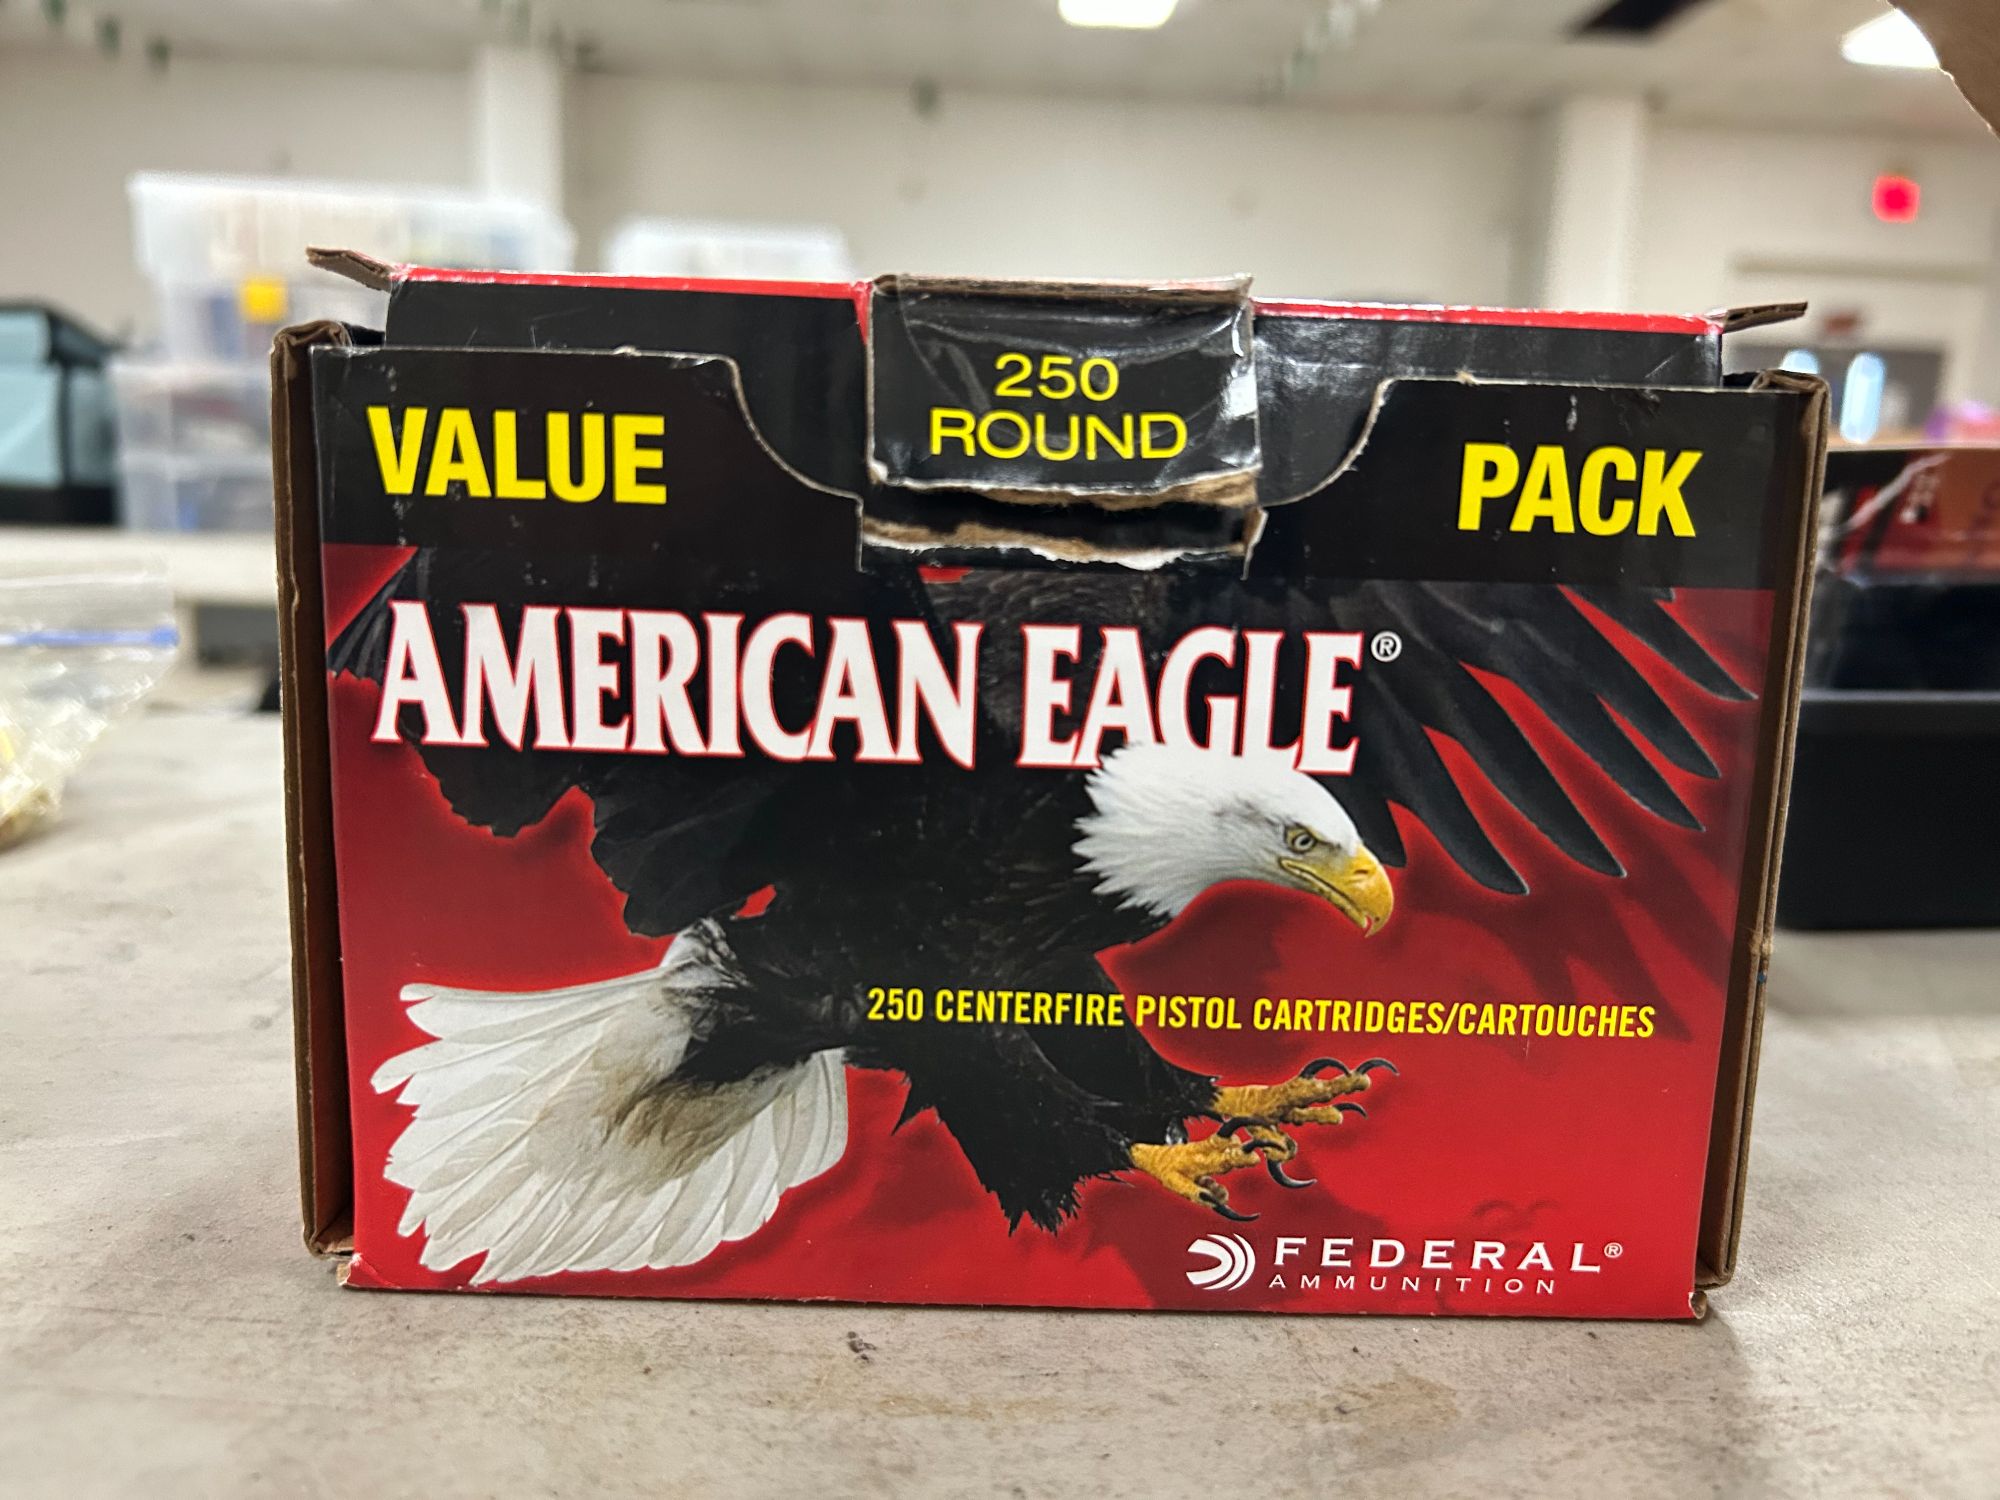 250
ROUND
VALUE PACK
AMERICAN EAGLE®
250 CENTERFIRE PISTOL CARTRIDGES/CARTOUCHES
FEDERAL®
AMMUNITION